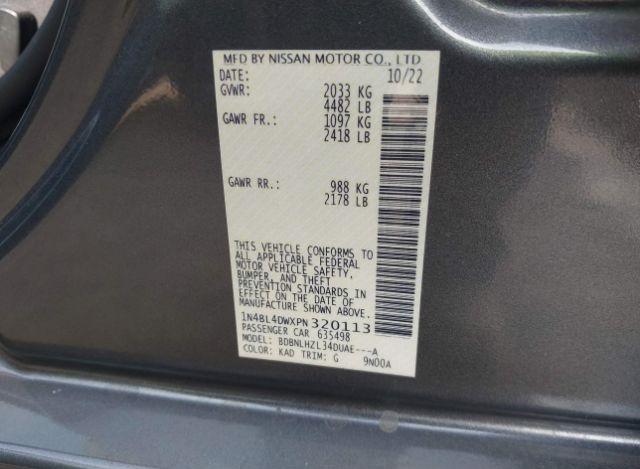 MFD BY NISSAN MOTOR CO., LTD
DATE: 10/22
GVWR: 2033 KG
4482 LB
GAWR FR.: 1097 KG
2418 LB
GAWR RR.: 988 KG
2178 LB
THIS VEHICLE CONFORMS TO
ALL APPLICABLE FEDERAL
MOTOR VEHICLE SAFETY,
BUMPER, AND THEFT
PREVENTION STANDARDS IN
EFFECT ON THE DATE OF
MANUFACTURE SHOWN ABOVE.
1N4BL4DWXPN320113
PASSENGER CAR 635498
MODEL: BDBNLHZL34DUAE---A
COLOR: KAD TRIM: G 9N00A